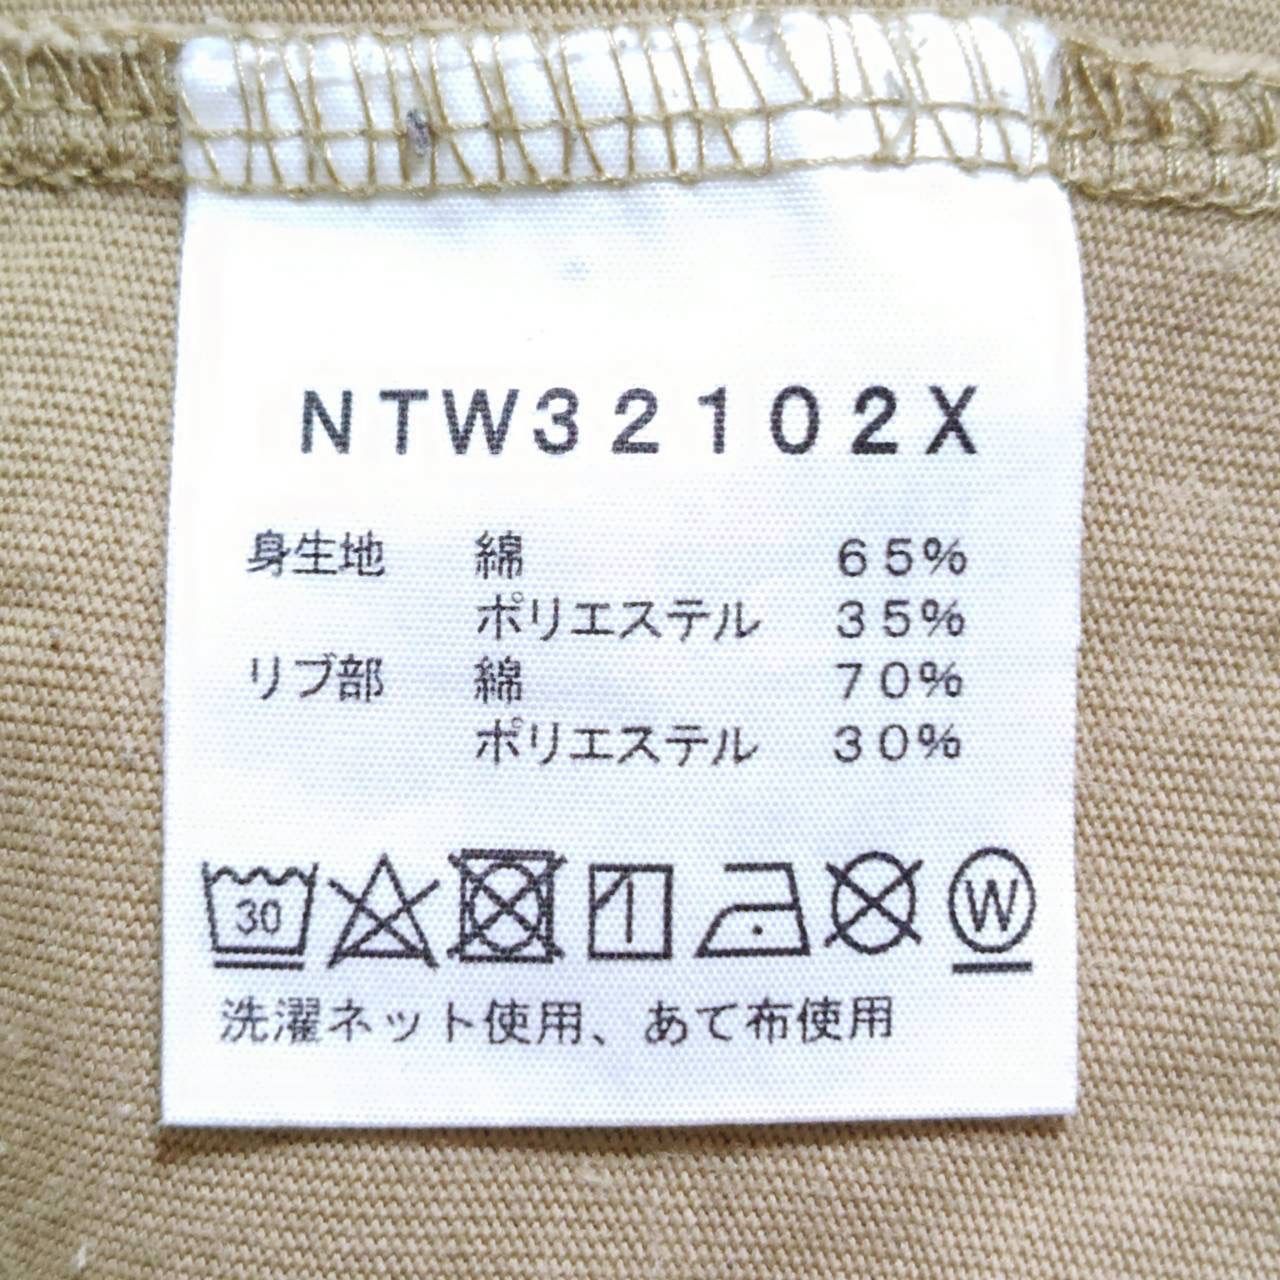 NTW32102X
身生地 綿 65%
ポリエステル 35%
リブ部 綿 70%
ポリエステル 30%
30 W
洗濯ネット使用、あて布使用